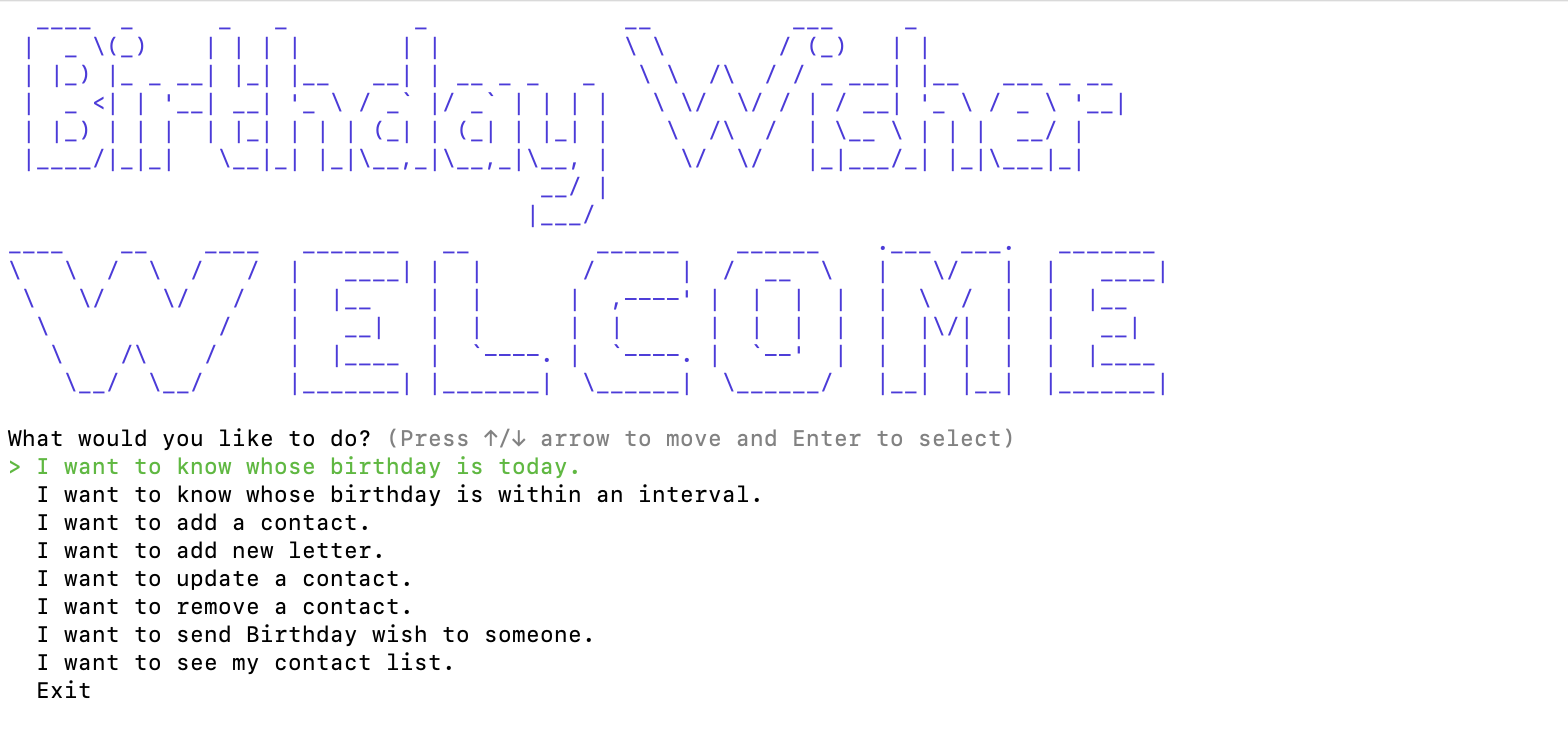 Birthday Wisher
WELCOME
What would you like to do? (Press ↑/↓ arrow to move and Enter to select)
> I want to know whose birthday is today.
I want to know whose birthday is within an interval.
I want to add a contact.
I want to add new letter.
I want to update a contact.
I want to remove a contact.
I want to send Birthday wish to someone.
I want to see my contact list.
Exit